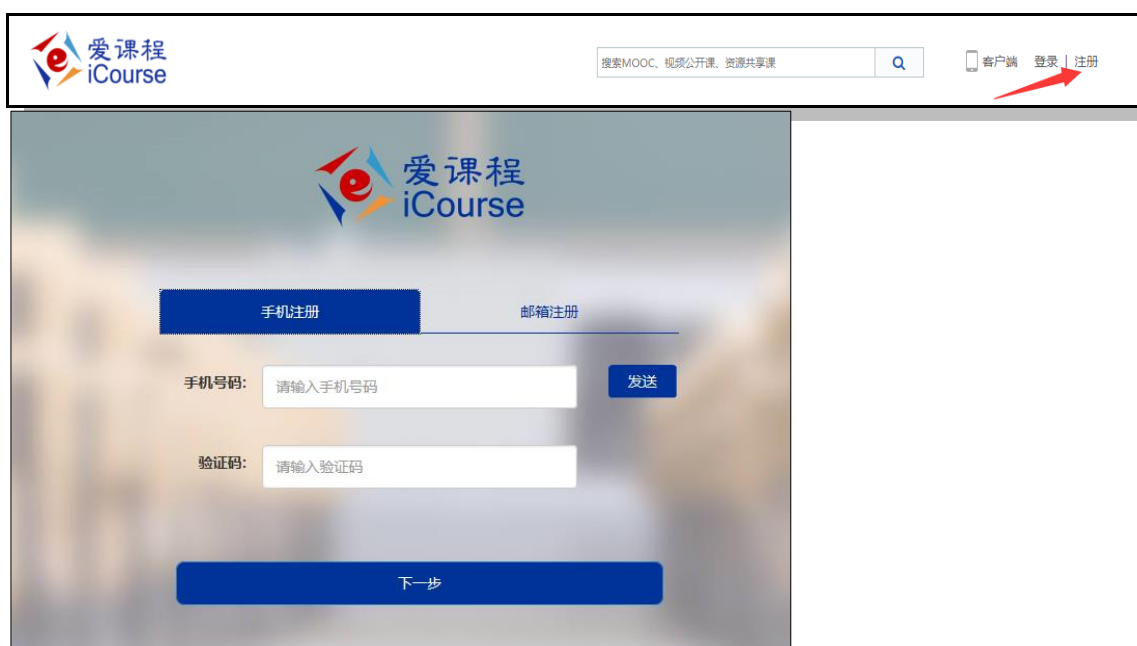 爱课程
iCourse
搜索MOOC、视频公开课、资源共享课
客户端 登录 | 注册
爱课程
iCourse
手机注册 邮箱注册
手机号码: 请输入手机号码 发送
验证码: 请输入验证码
下一步